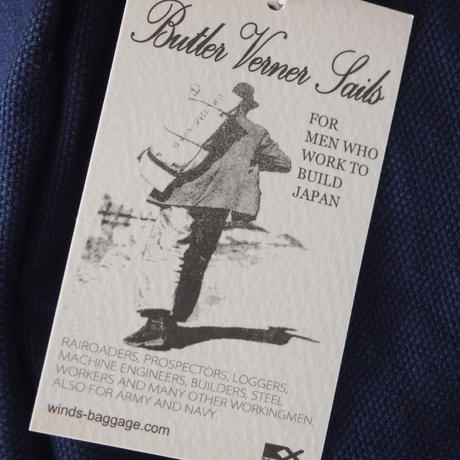 Butler Verner Sails
FOR
MEN WHO
WORK TO
BUILD
JAPAN
RAIROADERS, PROSPECTORS, LOGGERS,
MACHINE ENGINEERS, BUILDERS, STEEL
WORKERS AND MANY OTHER WORKINGMEN.
ALSO FOR ARMY AND NAVY.
winds-baggage.com